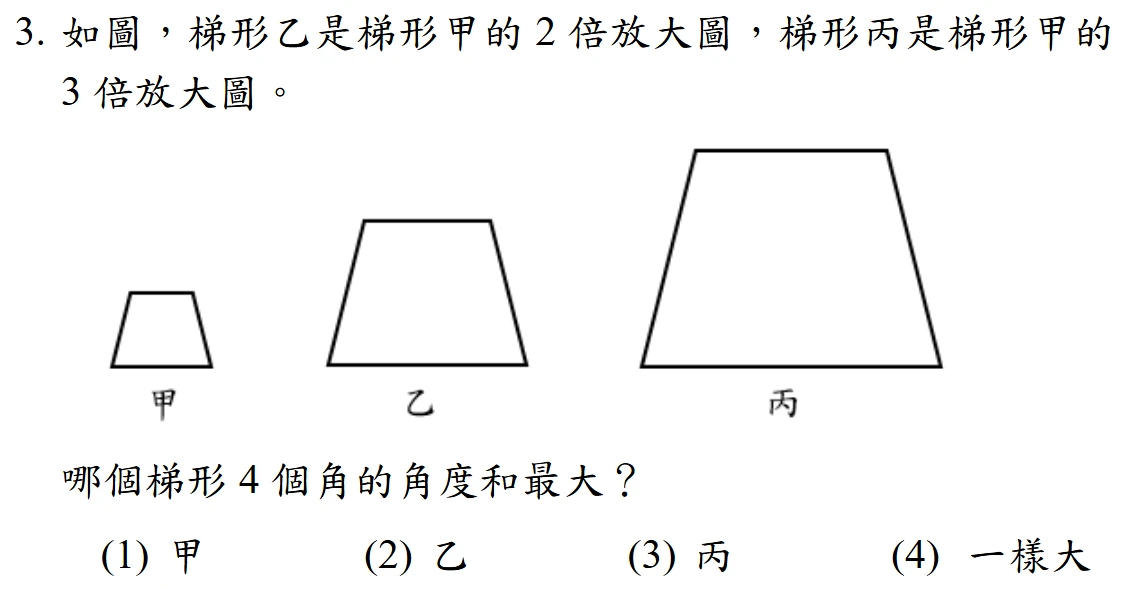 3. 如圖，梯形乙是梯形甲的 2 倍放大圖，梯形丙是梯形甲的
3 倍放大圖。
甲 乙 丙
哪個梯形 4 個角的角度和最大？
(1) 甲 (2) 乙 (3) 丙 (4) 一樣大